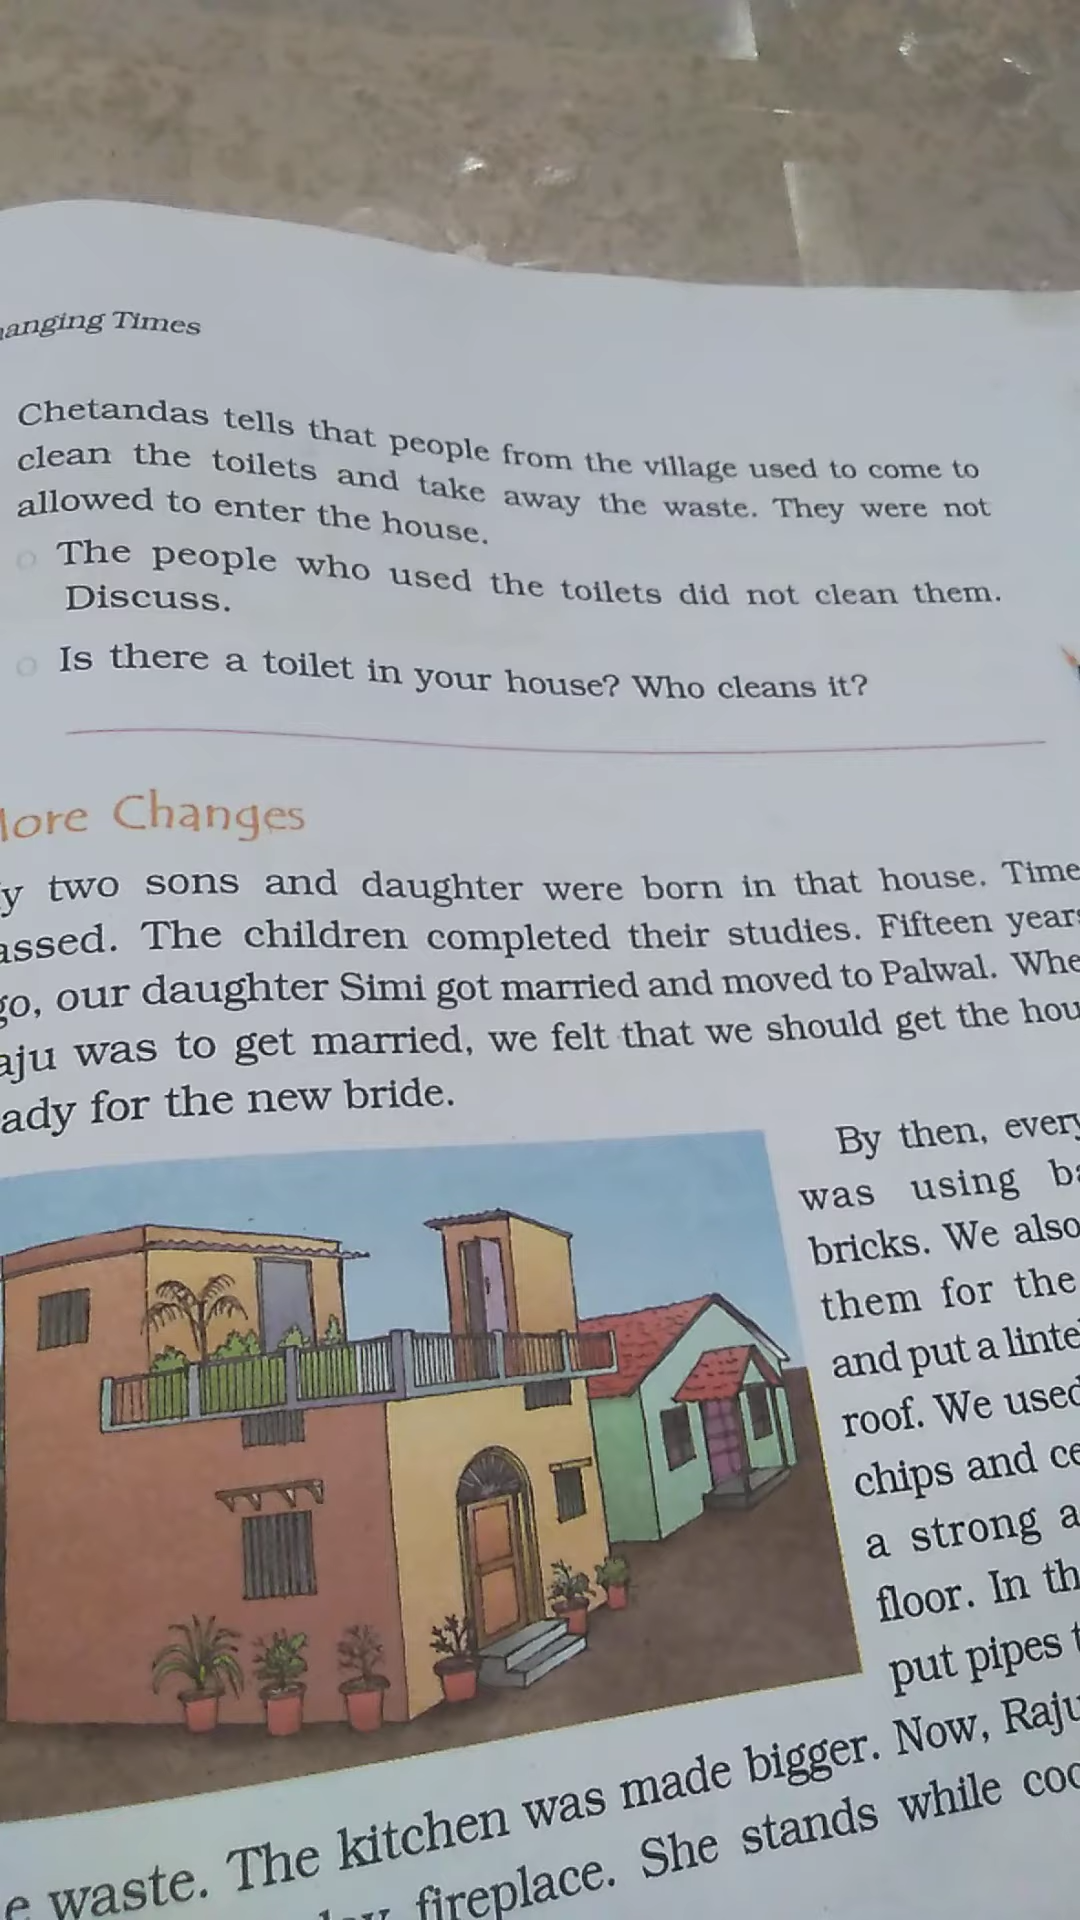 anging Times
Chetandas tells that people from the village used to come to
clean the toilets and take away the waste. They were not
allowed to enter the house.
The people who used the toilets did not clean them.
Discuss.
Is there a toilet in your house? Who cleans it?
ore Changes
y two sons and daughter were born in that house. Time
assed. The children completed their studies. Fifteen years
go, our daughter Simi got married and moved to Palwal. Whe
aju was to get married, we felt that we should get the hou
ady for the new bride.
By then, every
was using ba
bricks. We also
them for the
and put a linte
roof. We used
chips and ce
a strong a
floor. In th
put pipes t
e waste. The kitchen was made bigger. Now, Raju
fireplace. She stands while coo